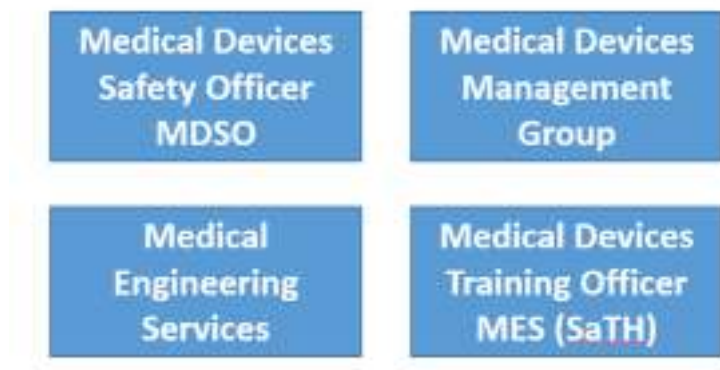 Medical Devices
Safety Officer
MDSO
Medical Devices
Management
Group
Medical
Engineering
Services
Medical Devices
Training Officer
MES (SaTH)